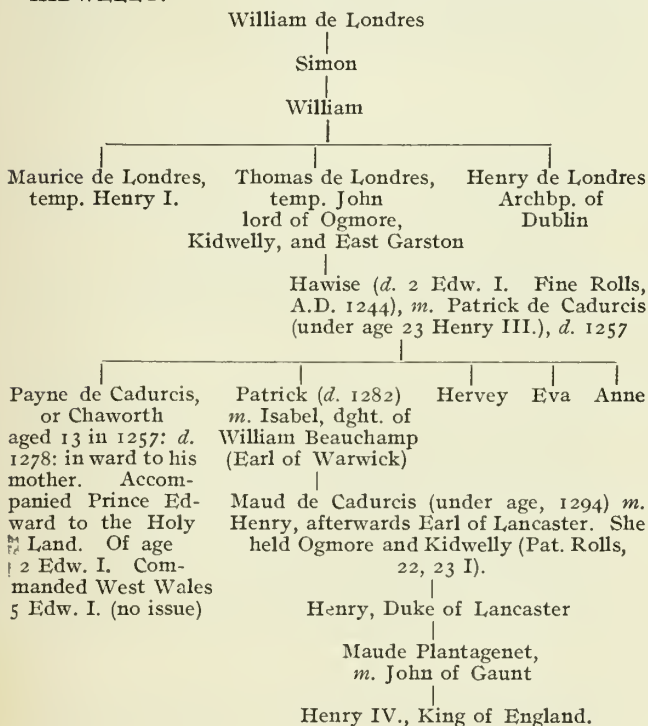 William de Londres
Simon
William
Maurice de Londres,
temp. Henry I.
Thomas de Londres,
temp. John
lord of Ogmore,
Kidwelly, and East Garston
Henry de Londres
Archbp. of
Dublin
Hawise (d. 2 Edw. I. Fine Rolls,
A.D. 1244), m. Patrick de Cadurcis
(under age 23 Henry III.), d. 1257
Payne de Cadurcis,
or Chaworth
aged 13 in 1257: d.
1278: in ward to his
mother. Accom-
panied Prince Ed-
ward to the Holy
Land. Of age
2 Edw. I. Com-
manded West Wales
5 Edw. I. (no issue)
Patrick (d. 1282)
m. Isabel, dght. of
William Beauchamp
(Earl of Warwick)
Hervey
Eva
Anne
Maud de Cadurcis (under age, 1294) m.
Henry, afterwards Earl of Lancaster. She
held Ogmore and Kidwelly (Pat. Rolls,
22, 23 I).
Henry, Duke of Lancaster
Maude Plantagenet,
m. John of Gaunt
Henry IV., King of England.